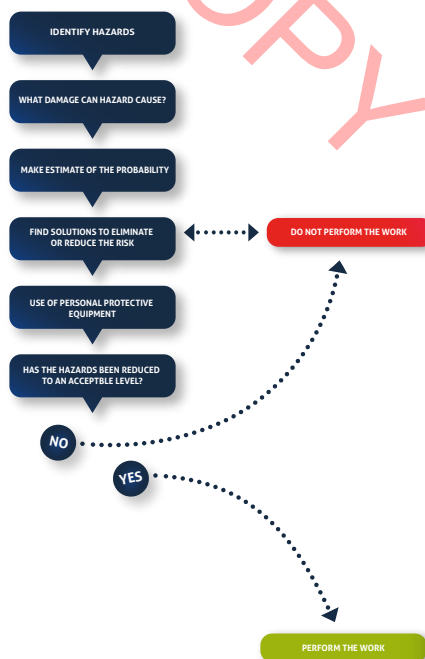 IDENTIFY HAZARDS
WHAT DAMAGE CAN HAZARD CAUSE?
MAKE ESTIMATE OF THE PROBABILITY
FIND SOLUTIONS TO ELIMINATE
OR REDUCE THE RISK
DO NOT PERFORM THE WORK
USE OF PERSONAL PROTECTIVE
EQUIPMENT
HAS THE HAZARDS BEEN REDUCED
TO AN ACCEPTBLE LEVEL?
NO
YES
PERFORM THE WORK
OPY